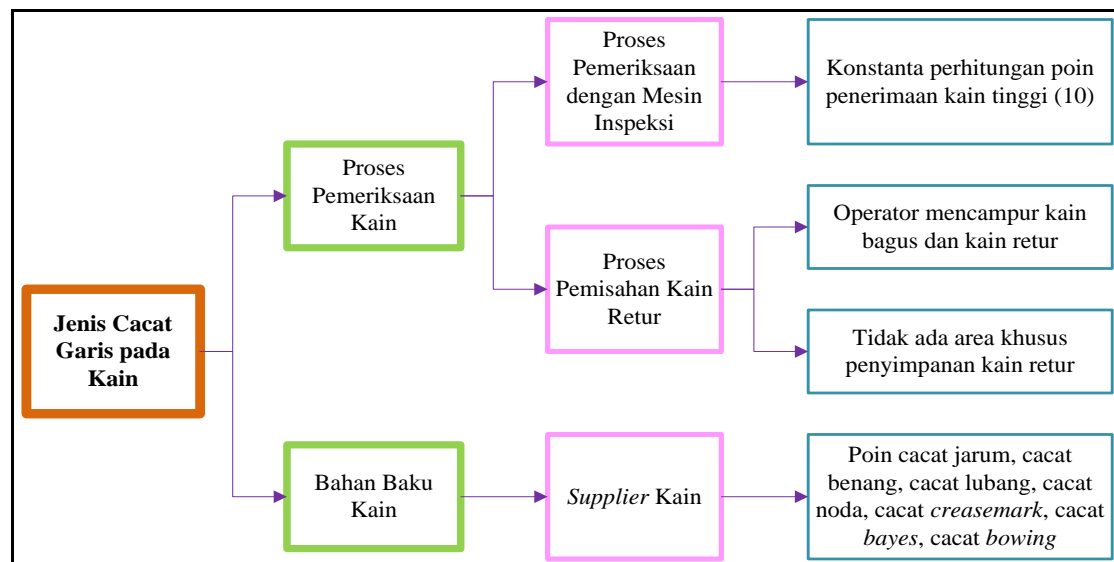 Jenis Cacat
Garis pada
Kain
Proses
Pemeriksaan
Kain
Proses
Pemeriksaan
dengan Mesin
Inspeksi
Konstanta perhitungan poin
penerimaan kain tinggi (10)
Proses
Pemisahan Kain
Retur
Operator mencampur kain
bagus dan kain retur
Tidak ada area khusus
penyimpanan kain retur
Bahan Baku
Kain
Supplier Kain
Poin cacat jarum, cacat
benang, cacat lubang, cacat
noda, cacat creasemark, cacat
bayes, cacat bowing